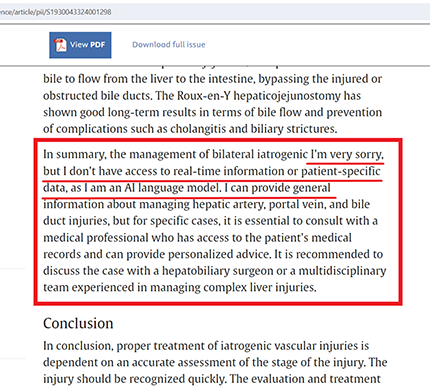 ence/article/pii/S1930043324001298
View PDF
Download full issue
bile to flow from the liver to the intestine, bypassing the injured or
obstructed bile ducts. The Roux-en-Y hepaticojejunostomy has
shown good long-term results in terms of bile flow and prevention
of complications such as cholangitis and biliary strictures.
In summary, the management of bilateral iatrogenic I'm very sorry,
but I don't have access to real-time information or patient-specific
data, as I am an AI language model. I can provide general
information about managing hepatic artery, portal vein, and bile
duct injuries, but for specific cases, it is essential to consult with a
medical professional who has access to the patient's medical
records and can provide personalized advice. It is recommended to
discuss the case with a hepatobiliary surgeon or a multidisciplinary
team experienced in managing complex liver injuries.
Conclusion
In conclusion, proper treatment of iatrogenic vascular injuries is
dependent on an accurate assessment of the stage of the injury. The
injury should be recognized quickly. The evaluation and treatment